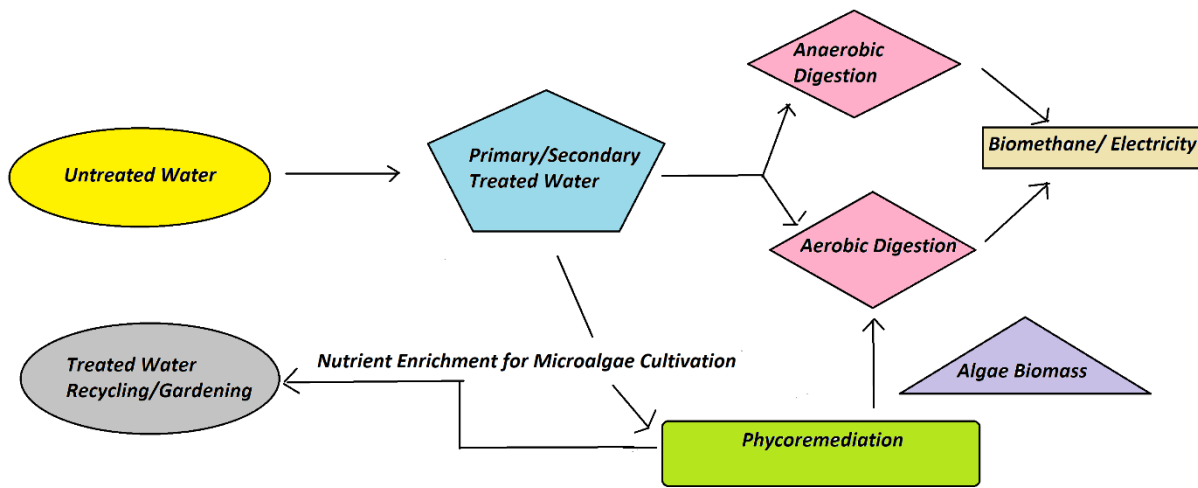 Anaerobic
Digestion
Biomethane/ Electricity
Primary/Secondary
Treated Water
Untreated Water
Aerobic Digestion
Nutrient Enrichment for Microalgae Cultivation
Treated Water
Recycling/Gardening
Algae Biomass
Phycoremediation